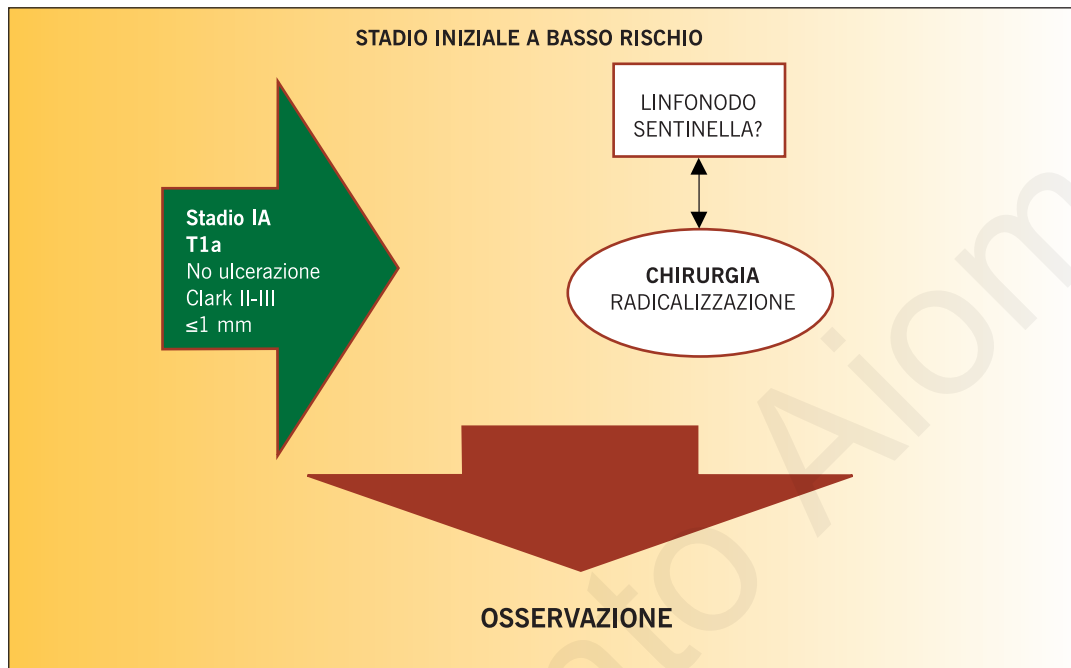 STADIO INIZIALE A BASSO RISCHIO
LINFONODO
SENTINELLA?
Stadio IA
T1a
No ulcerazione
Clark II-III
≤1 mm
CHIRURGIA
RADICALIZZAZIONE
OSSERVAZIONE
Aiom